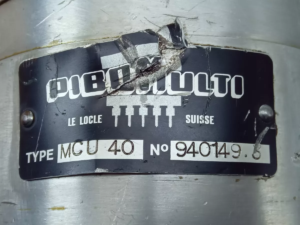 PIBOMULTI
LE LOCLE SUISSE
TYPE MCU 40 Nº 940149.6